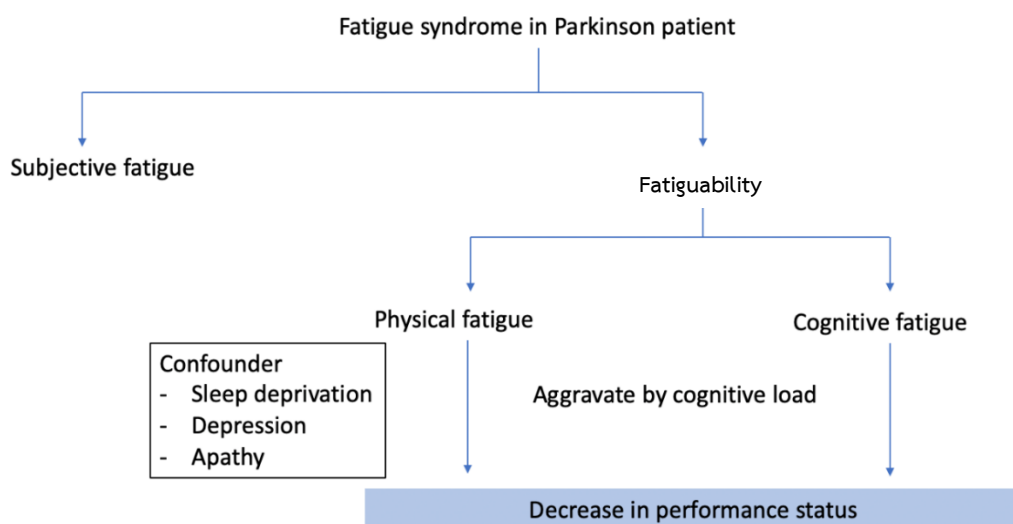 Fatigue syndrome in Parkinson patient
Subjective fatigue
Fatiguability
Physical fatigue
Cognitive fatigue
Confounder
- Sleep deprivation
- Depression
- Apathy
Aggravate by cognitive load
Decrease in performance status